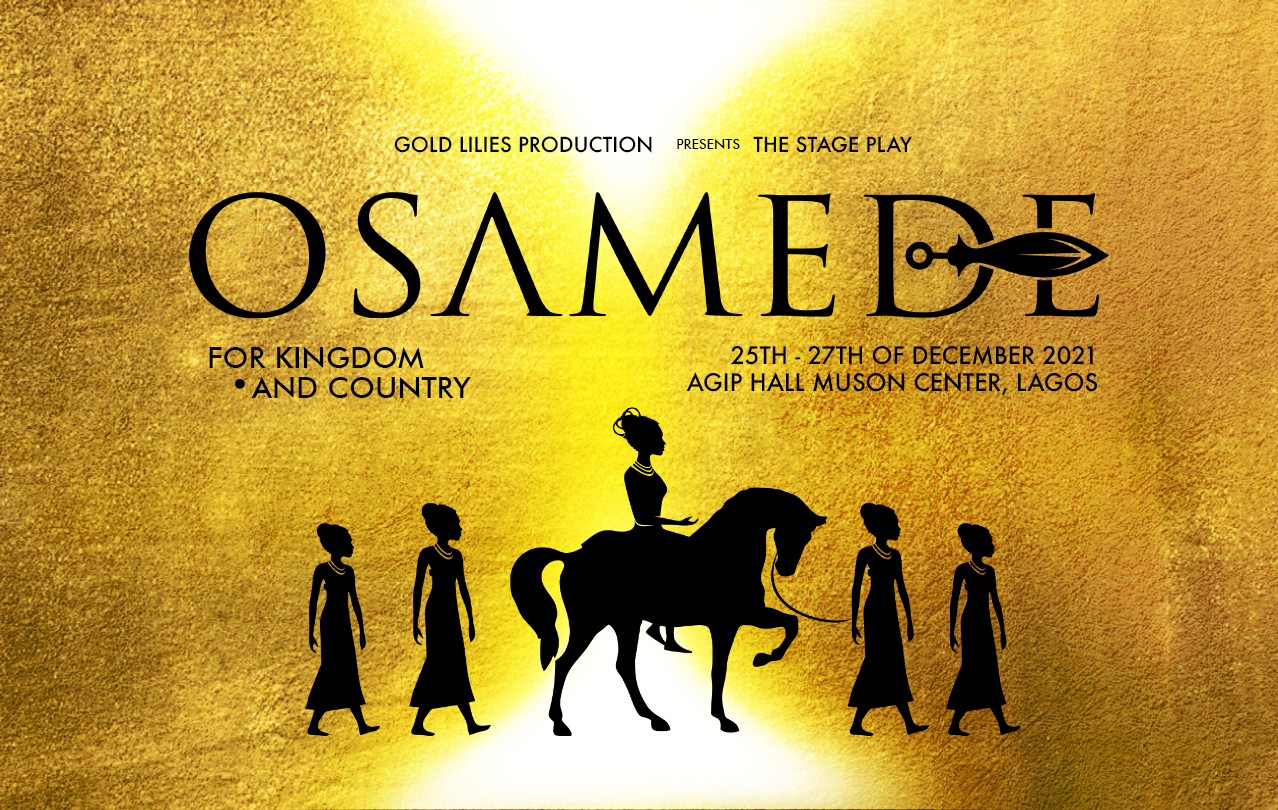 GOLD LILIES PRODUCTION PRESENTS THE STAGE PLAY
OSAMEDE
FOR KINGDOM
• AND COUNTRY
25TH - 27TH OF DECEMBER 2021
AGIP HALL MUSON CENTER, LAGOS